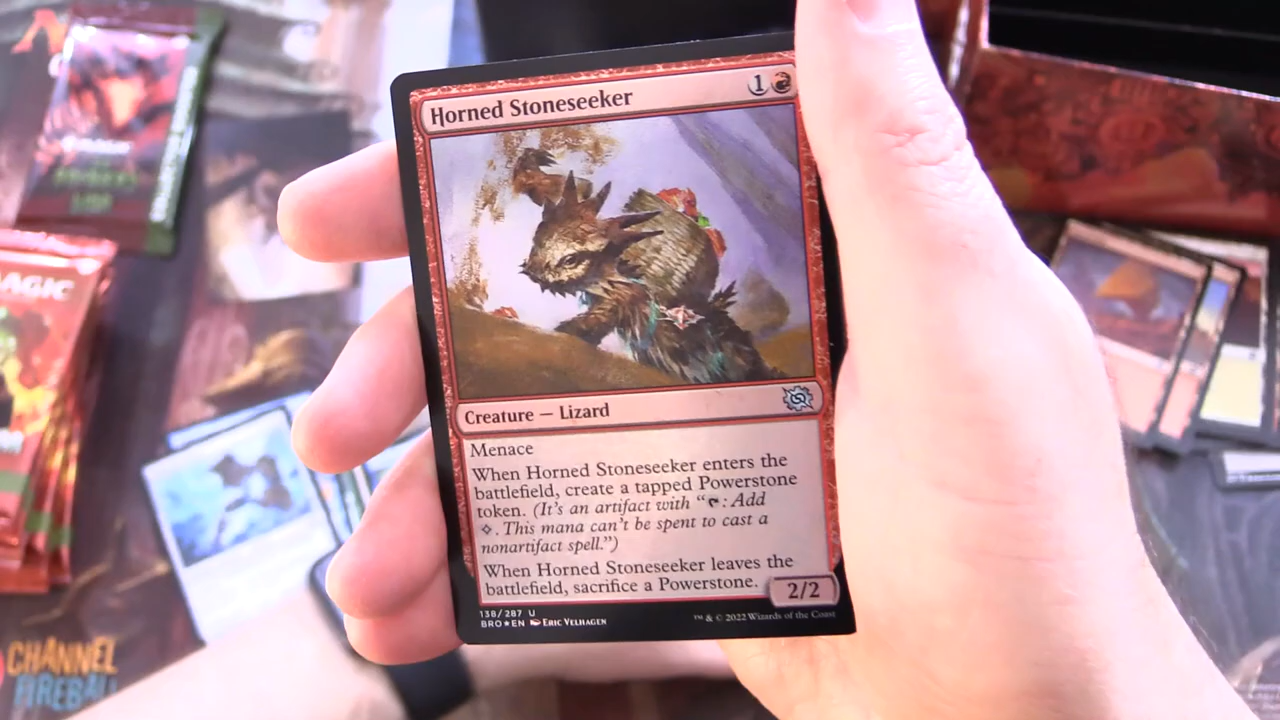 Horned Stoneseeker
1
Creature — Lizard
Menace
When Horned Stoneseeker enters the
battlefield, create a tapped Powerstone
token. (It's an artifact with “: Add
. This mana can't be spent to cast a
nonartifact spell.”)
When Horned Stoneseeker leaves the
battlefield, sacrifice a Powerstone.
2/2
138/287 U
BRO★EN Eric Velhagen
™ & © 2022 Wizards of the Coast
AGIC
CHANNEL
FIREBALL